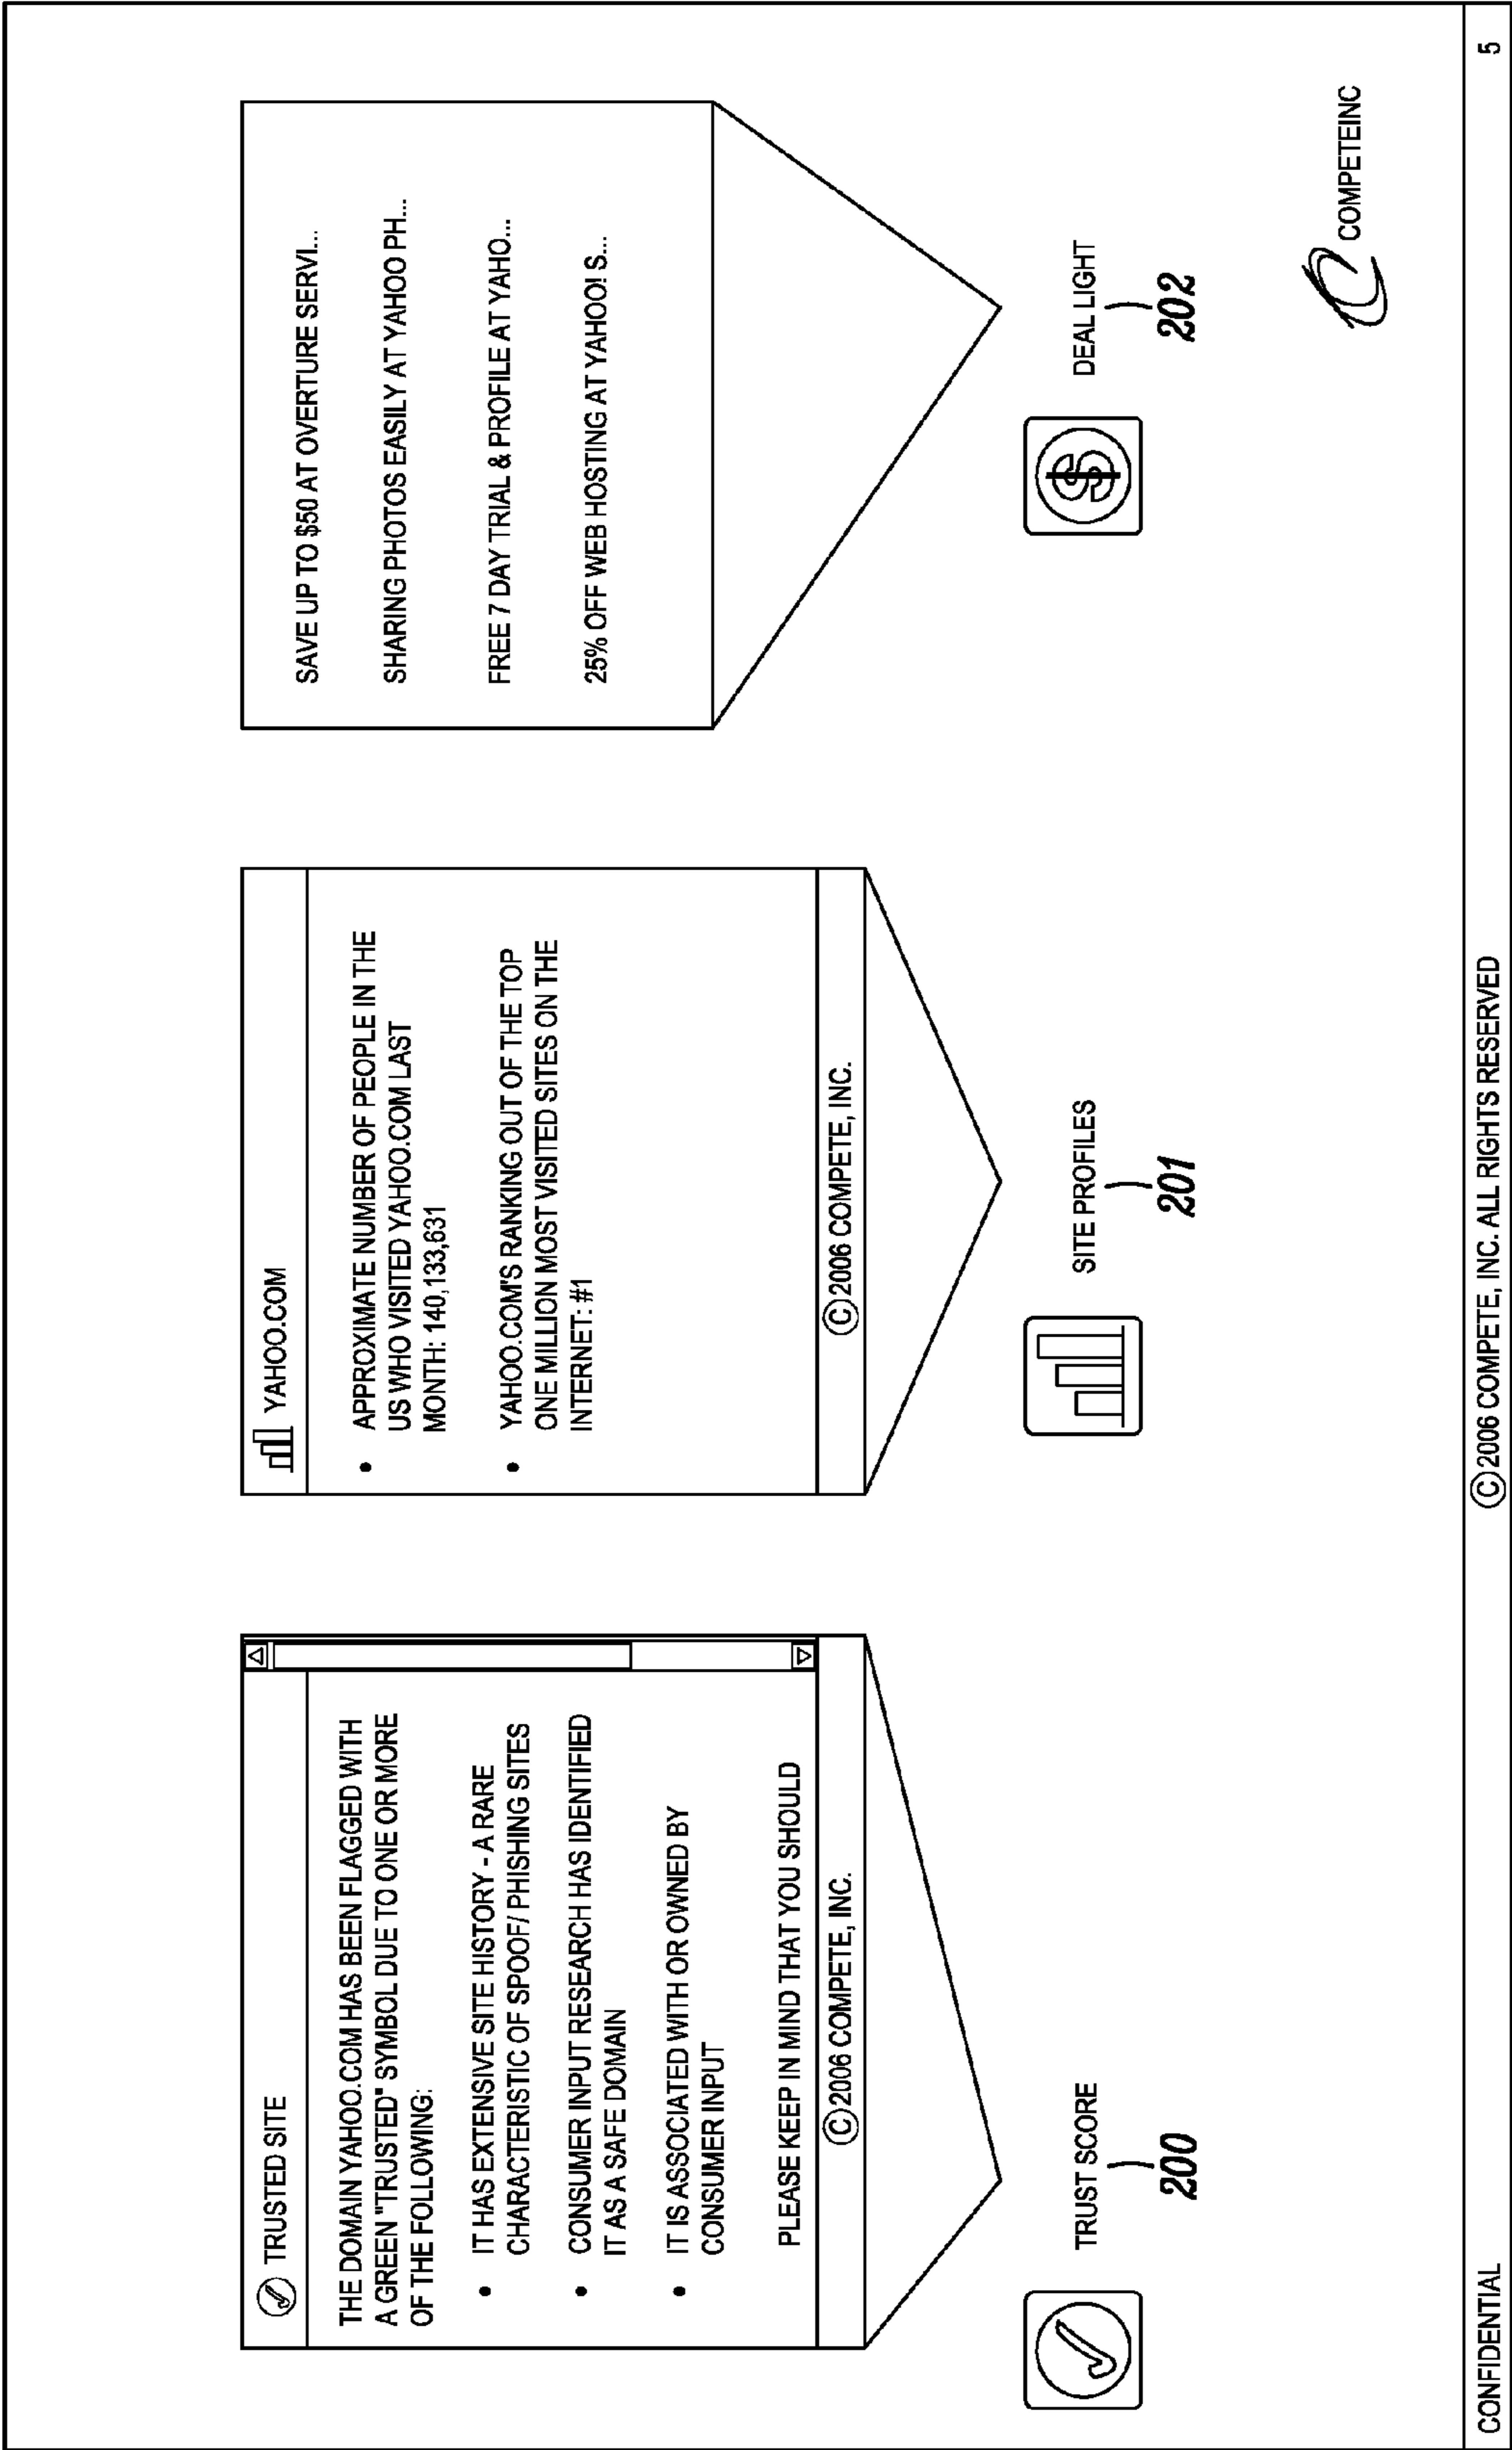 TRUSTED SITE
THE DOMAIN YAHOO.COM HAS BEEN FLAGGED WITH
A GREEN "TRUSTED" SYMBOL DUE TO ONE OR MORE
OF THE FOLLOWING:
• IT HAS EXTENSIVE SITE HISTORY - A RARE
CHARACTERISTIC OF SPOOF/ PHISHING SITES
• CONSUMER INPUT RESEARCH HAS IDENTIFIED
IT AS A SAFE DOMAIN
• IT IS ASSOCIATED WITH OR OWNED BY
CONSUMER INPUT
PLEASE KEEP IN MIND THAT YOU SHOULD
©2006 COMPETE, INC.
TRUST SCORE
200
YAHOO.COM
• APPROXIMATE NUMBER OF PEOPLE IN THE
US WHO VISITED YAHOO.COM LAST
MONTH: 140,133,631
• YAHOO.COM'S RANKING OUT OF THE TOP
ONE MILLION MOST VISITED SITES ON THE
INTERNET: #1
©2006 COMPETE, INC.
SITE PROFILES
201
SAVE UP TO $50 AT OVERTURE SERVI...
SHARING PHOTOS EASILY AT YAHOO PH...
FREE 7 DAY TRIAL & PROFILE AT YAHO...
25% OFF WEB HOSTING AT YAHOO! S...
$
DEAL LIGHT
202
COMPETEINC
CONFIDENTIAL
©2006 COMPETE, INC. ALL RIGHTS RESERVED
5